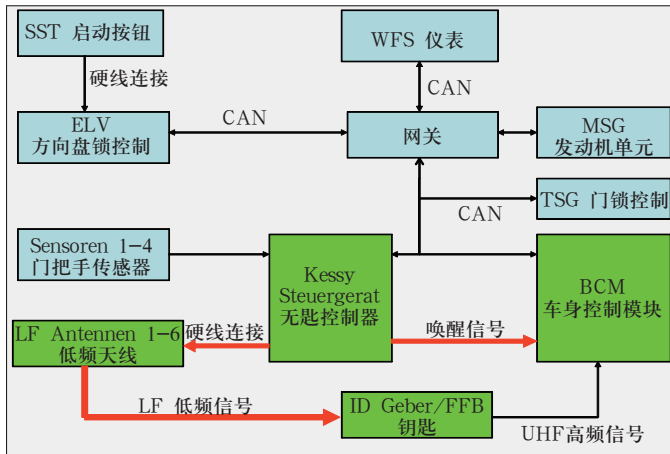 SST 启动按钮
WFS 仪表
硬线连接
CAN
ELV
方向盘锁控制
CAN
网关
MSG
发动机单元
TSG 门锁控制
CAN
Sensoren 1-4
门把手传感器
Kessy
Steuergerat
无匙控制器
BCM
车身控制模块
LF Antennen 1-6
低频天线
硬线连接
唤醒信号
LF 低频信号
ID Geber/FFB
钥匙
UHF高频信号